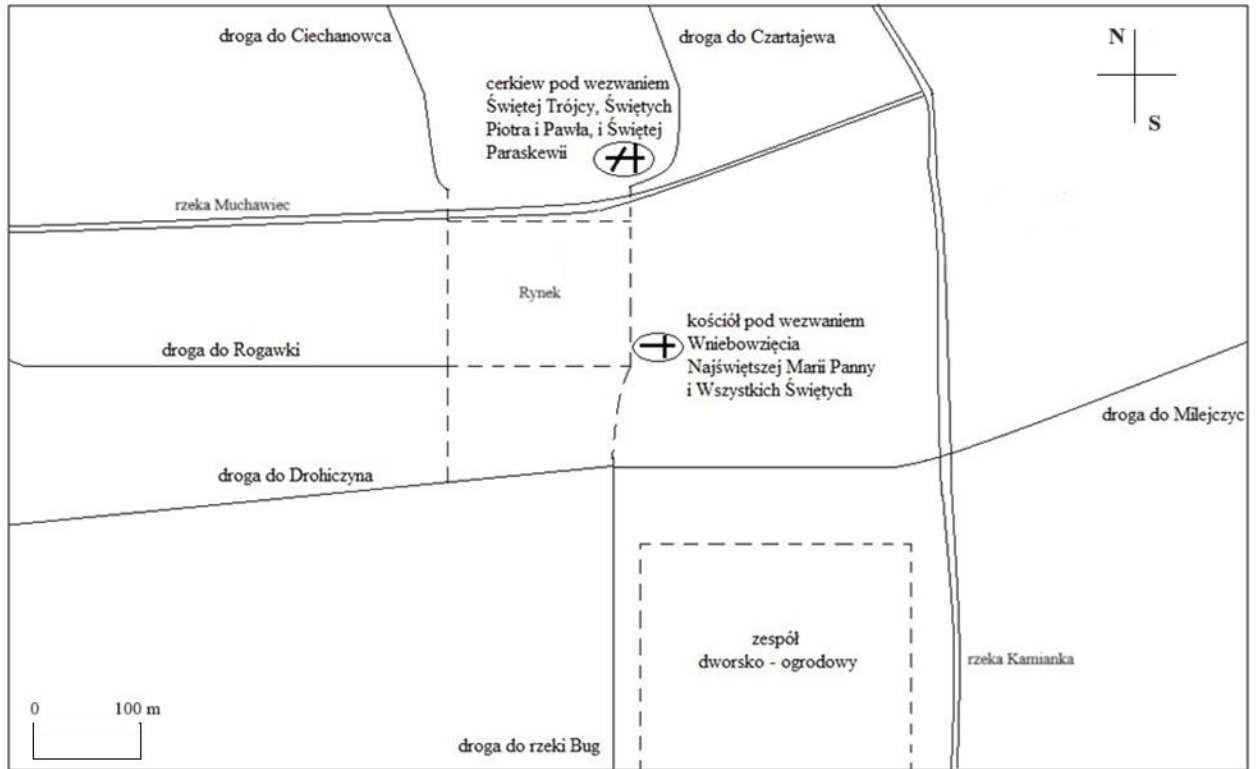 droga do Ciechanowca
droga do Czartajewa
N
S
cerkiew pod wezwaniem
Świętej Trójcy, Świętych
Piotra i Pawła, i Świętej
Paraskewii
rzeka Muchawiec
Rynek
kościół pod wezwaniem
Wniebowzięcia
Najświętszej Marii Panny
i Wszystkich Świętych
droga do Rogawki
droga do Milejczyc
droga do Drohiczyna
zespół
dworsko - ogrodowy
rzeka Kamianka
0 100 m
droga do rzeki Bug